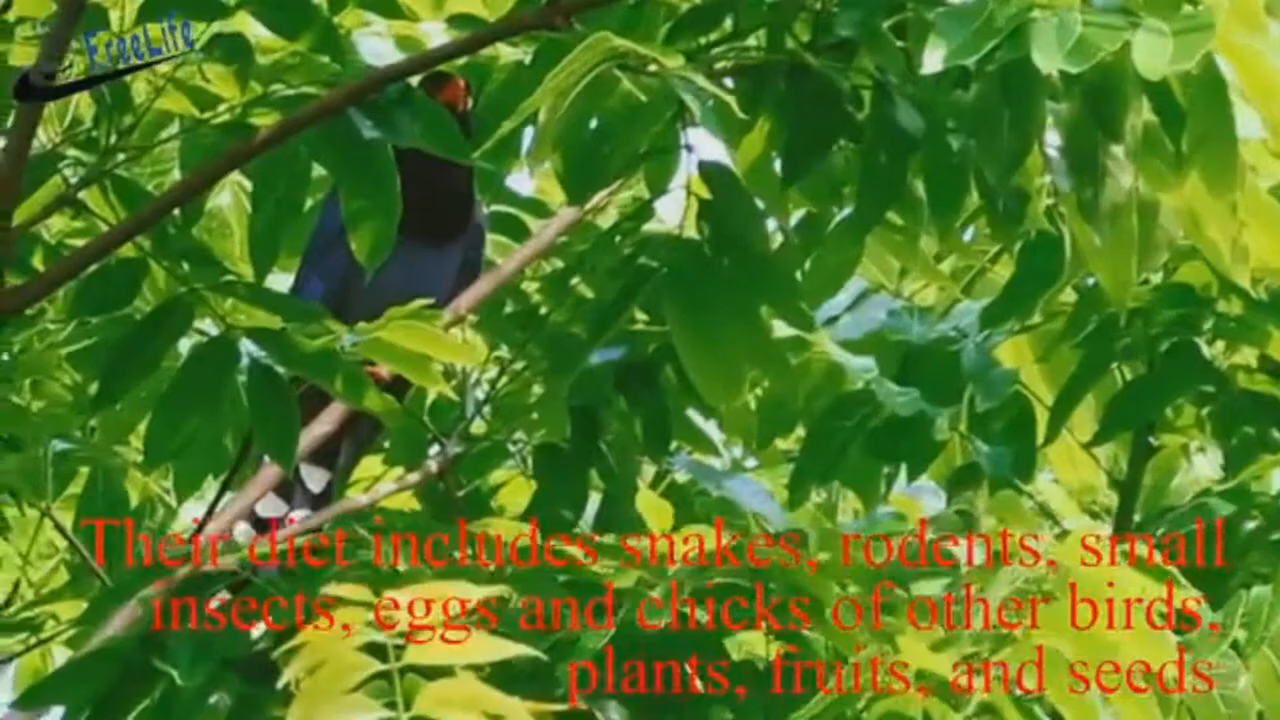 FreeLife
Their diet includes snakes, rodents, small
insects, eggs and chicks of other birds,
plants, fruits, and seeds